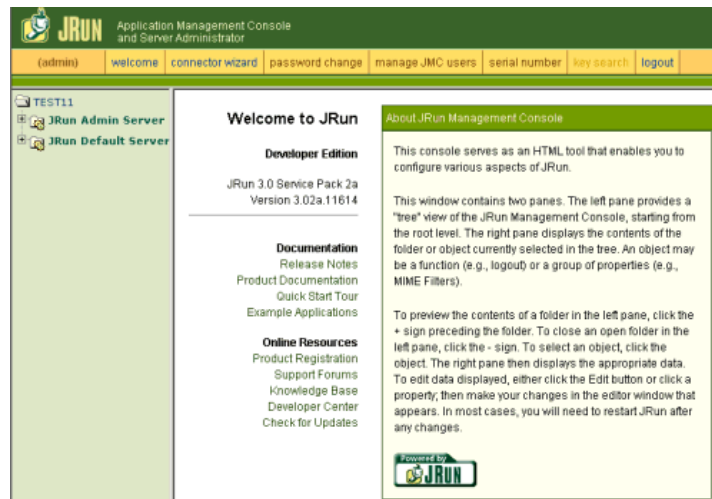 JRUN
Application Management Console
and Server Administrator
(admin) welcome connector wizard password change manage JMC users serial number key search logout
TEST11
JRun Admin Server
JRun Default Server
Welcome to JRun
Developer Edition
JRun 3.0 Service Pack 2a
Version 3.02a.11614
Documentation
Release Notes
Product Documentation
Quick Start Tour
Example Applications
Online Resources
Product Registration
Support Forums
Knowledge Base
Developer Center
Check for Updates
About JRun Management Console
This console serves as an HTML tool that enables you to
configure various aspects of JRun.
This window contains two panes. The left pane provides a
"tree" view of the JRun Management Console, starting from
the root level. The right pane displays the contents of the
folder or object currently selected in the tree. An object may
be a function (e.g., logout) or a group of properties (e.g.,
MIME Filters).
To preview the contents of a folder in the left pane, click the
+ sign preceding the folder. To close an open folder in the
left pane, click the - sign. To select an object, click the
object. The right pane then displays the appropriate data.
To edit data displayed, either click the Edit button or click a
property; then make your changes in the editor window that
appears. In most cases, you will need to restart JRun after
any changes.
Powered by
JRUN